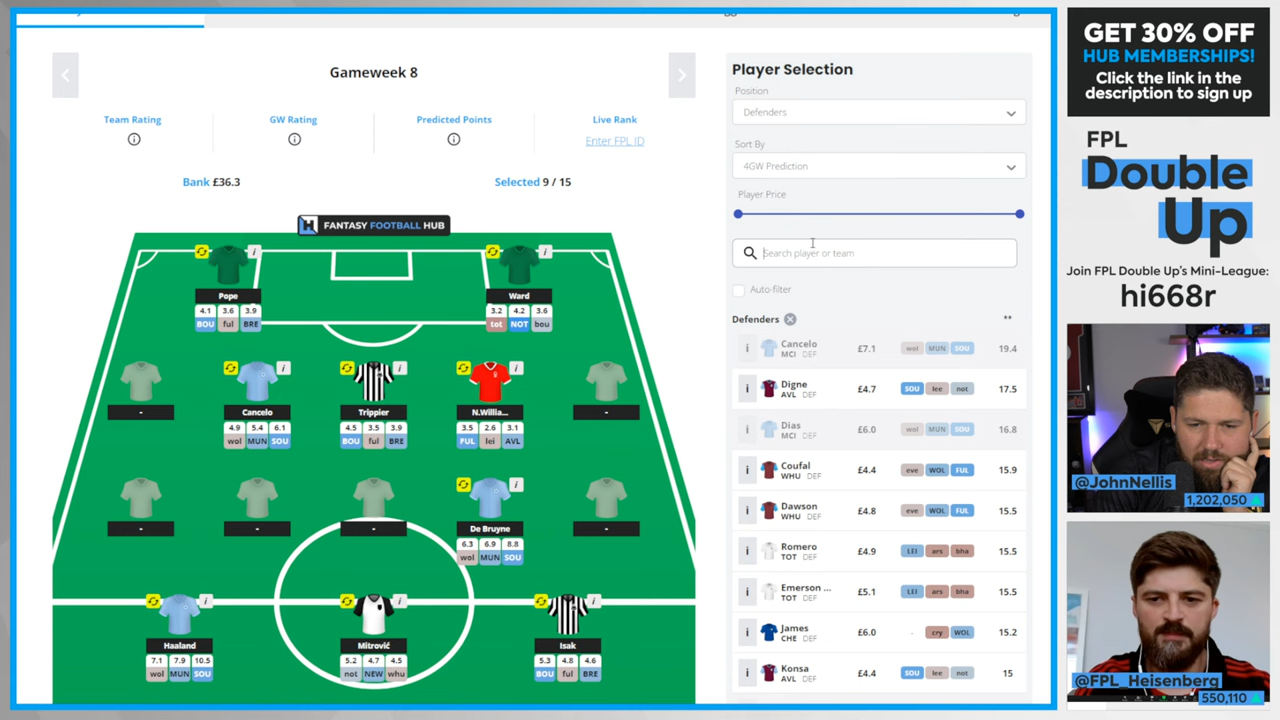 Gameweek 8
Team Rating
GW Rating
Predicted Points
Live Rank
Enter FPL ID
Bank £36.3
Selected 9 / 15
FANTASY FOOTBALL HUB
Pope
4.1 3.6 3.9
BOU ful BRE
Ward
3.2 4.2 3.6
tot NOT bou
-
Cancelo
4.9 5.4 6.1
wol MUN SOU
Trippier
4.5 3.5 3.9
BOU ful BRE
N.Willia...
3.5 2.6 3.1
FUL lei AVL
-
-
-
-
De Bruyne
6.3 6.9 8.8
wol MUN SOU
-
Haaland
7.1 7.9 10.5
wol MUN SOU
Mitrović
5.2 4.7 4.5
not NEW whu
Isak
5.3 4.8 4.6
BOU ful BRE
Player Selection
Position
Defenders
Sort By
4GW Prediction
Player Price
Search player or team
Auto-filter
Defenders
**
Cancelo
MCI DEF
£7.1 wol MUN SOU 19.4
Digne
AVL DEF
£4.7 SOU lee not 17.5
Dias
MCI DEF
£6.0 wol MUN SOU 16.8
Coufal
WHU DEF
£4.4 eve WOL FUL 15.9
Dawson
WHU DEF
£4.8 eve WOL FUL 15.5
Romero
TOT DEF
£4.9 LEI ars bha 15.5
Emerson ...
TOT DEF
£5.1 LEI ars bha 15.5
James
CHE DEF
£6.0 - cry WOL 15.2
Konsa
AVL DEF
£4.4 SOU lee not 15
GET 30% OFF
HUB MEMBERSHIPS!
Click the link in the
description to sign up
FPL
Double
Up
Join FPL Double Up's Mini-League:
hi668r
@JohnNellis
1,202,050
@FPL_Heisenberg
550,110